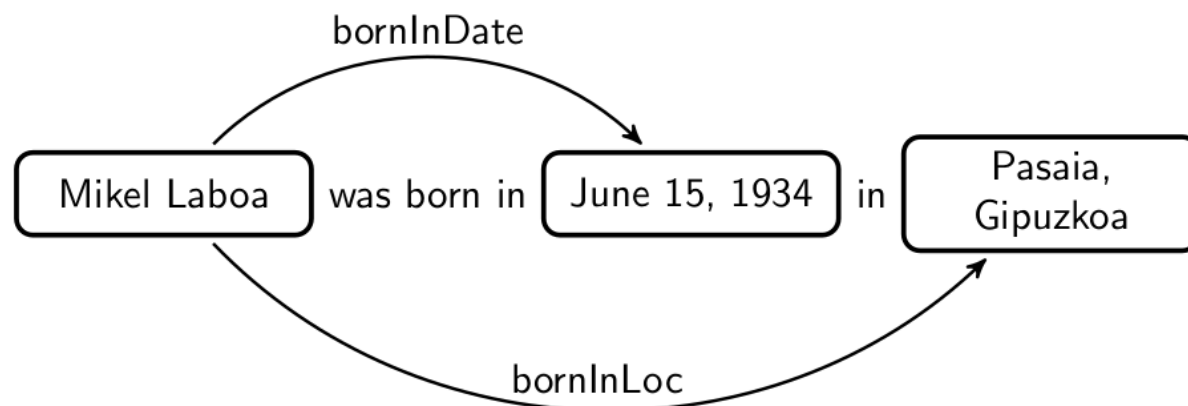 bornInDate
Mikel Laboa was born in June 15, 1934 in Pasaia,
Gipuzkoa
bornInLoc